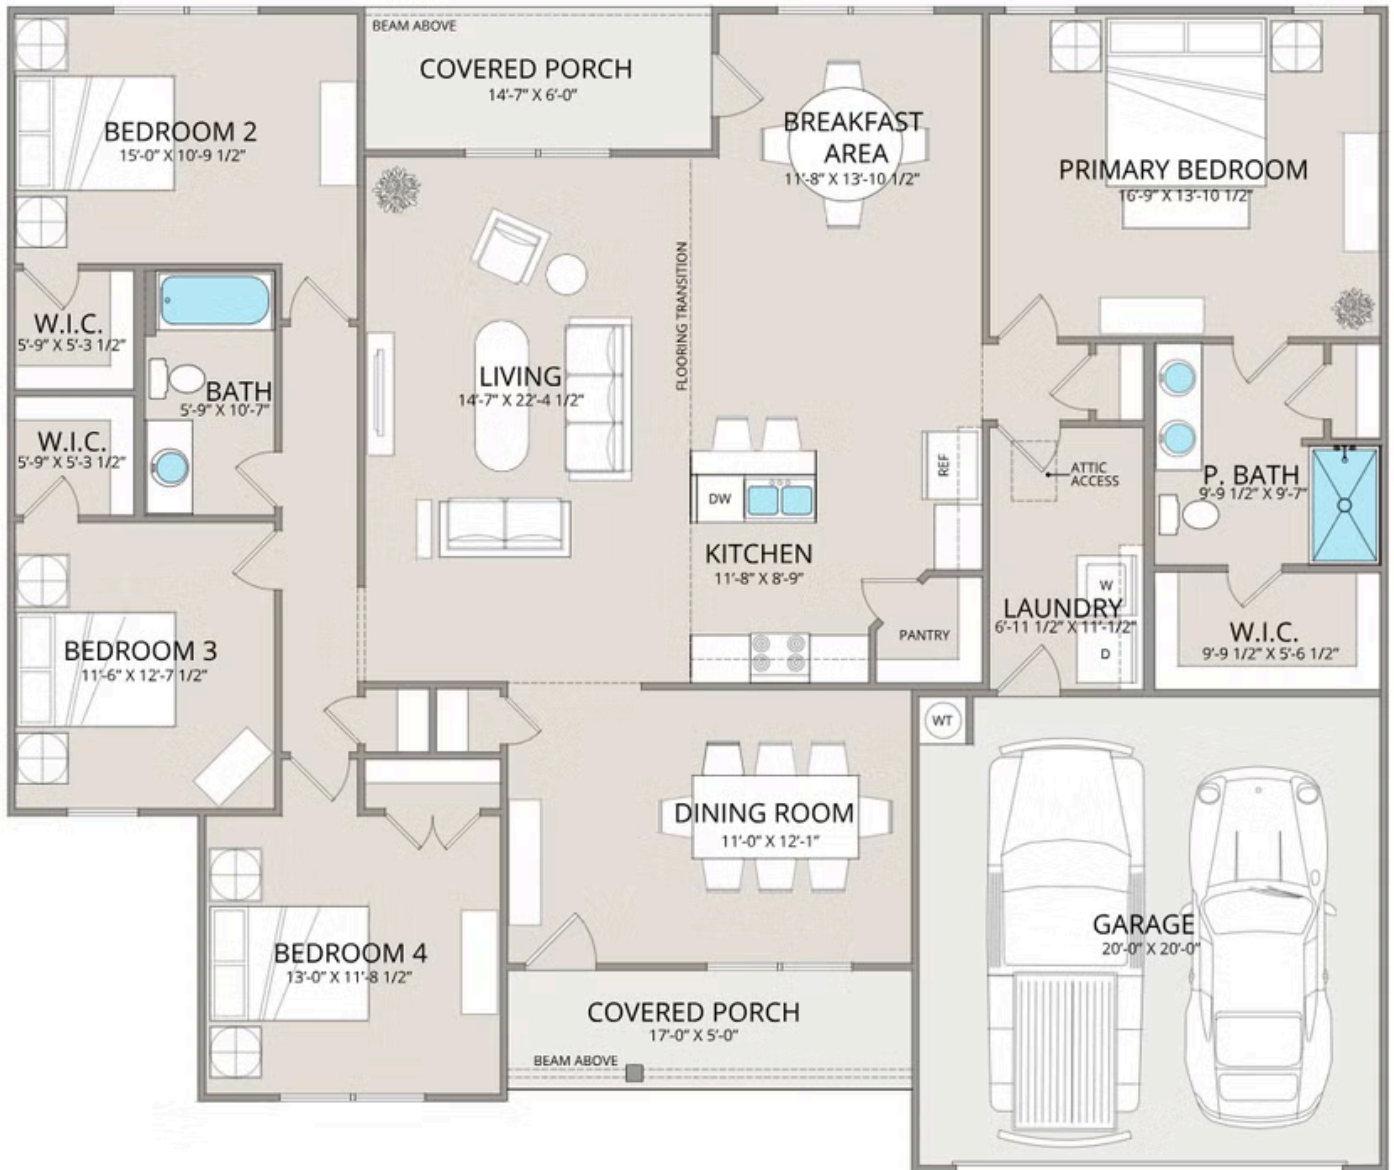 BEAM ABOVE
COVERED PORCH
14'-7" X 6'-0"
BEDROOM 2
15'-0" X 10'-9 1/2"
BREAKFAST
AREA
11'-8" X 13'-10 1/2"
PRIMARY BEDROOM
16'-9" X 13'-10 1/2"
FLOORING TRANSITION
W.I.C.
5'-9" X 5'-3 1/2"
BATH
5'-9" X 10'-7"
LIVING
14'-7" X 22'-4 1/2"
W.I.C.
5'-9" X 5'-3 1/2"
REF
ATTIC
ACCESS
P. BATH
9'-9 1/2" X 9'-7"
DW
KITCHEN
11'-8" X 8'-9"
W
LAUNDRY
6'-11 1/2" X 11'-1/2"
D
PANTRY
W.I.C.
9'-9 1/2" X 5'-6 1/2"
BEDROOM 3
11'-6" X 12'-7 1/2"
WT
DINING ROOM
11'-0" X 12'-1"
GARAGE
20'-0" X 20'-0"
BEDROOM 4
13'-0" X 11'-8 1/2"
COVERED PORCH
17'-0" X 5'-0"
BEAM ABOVE